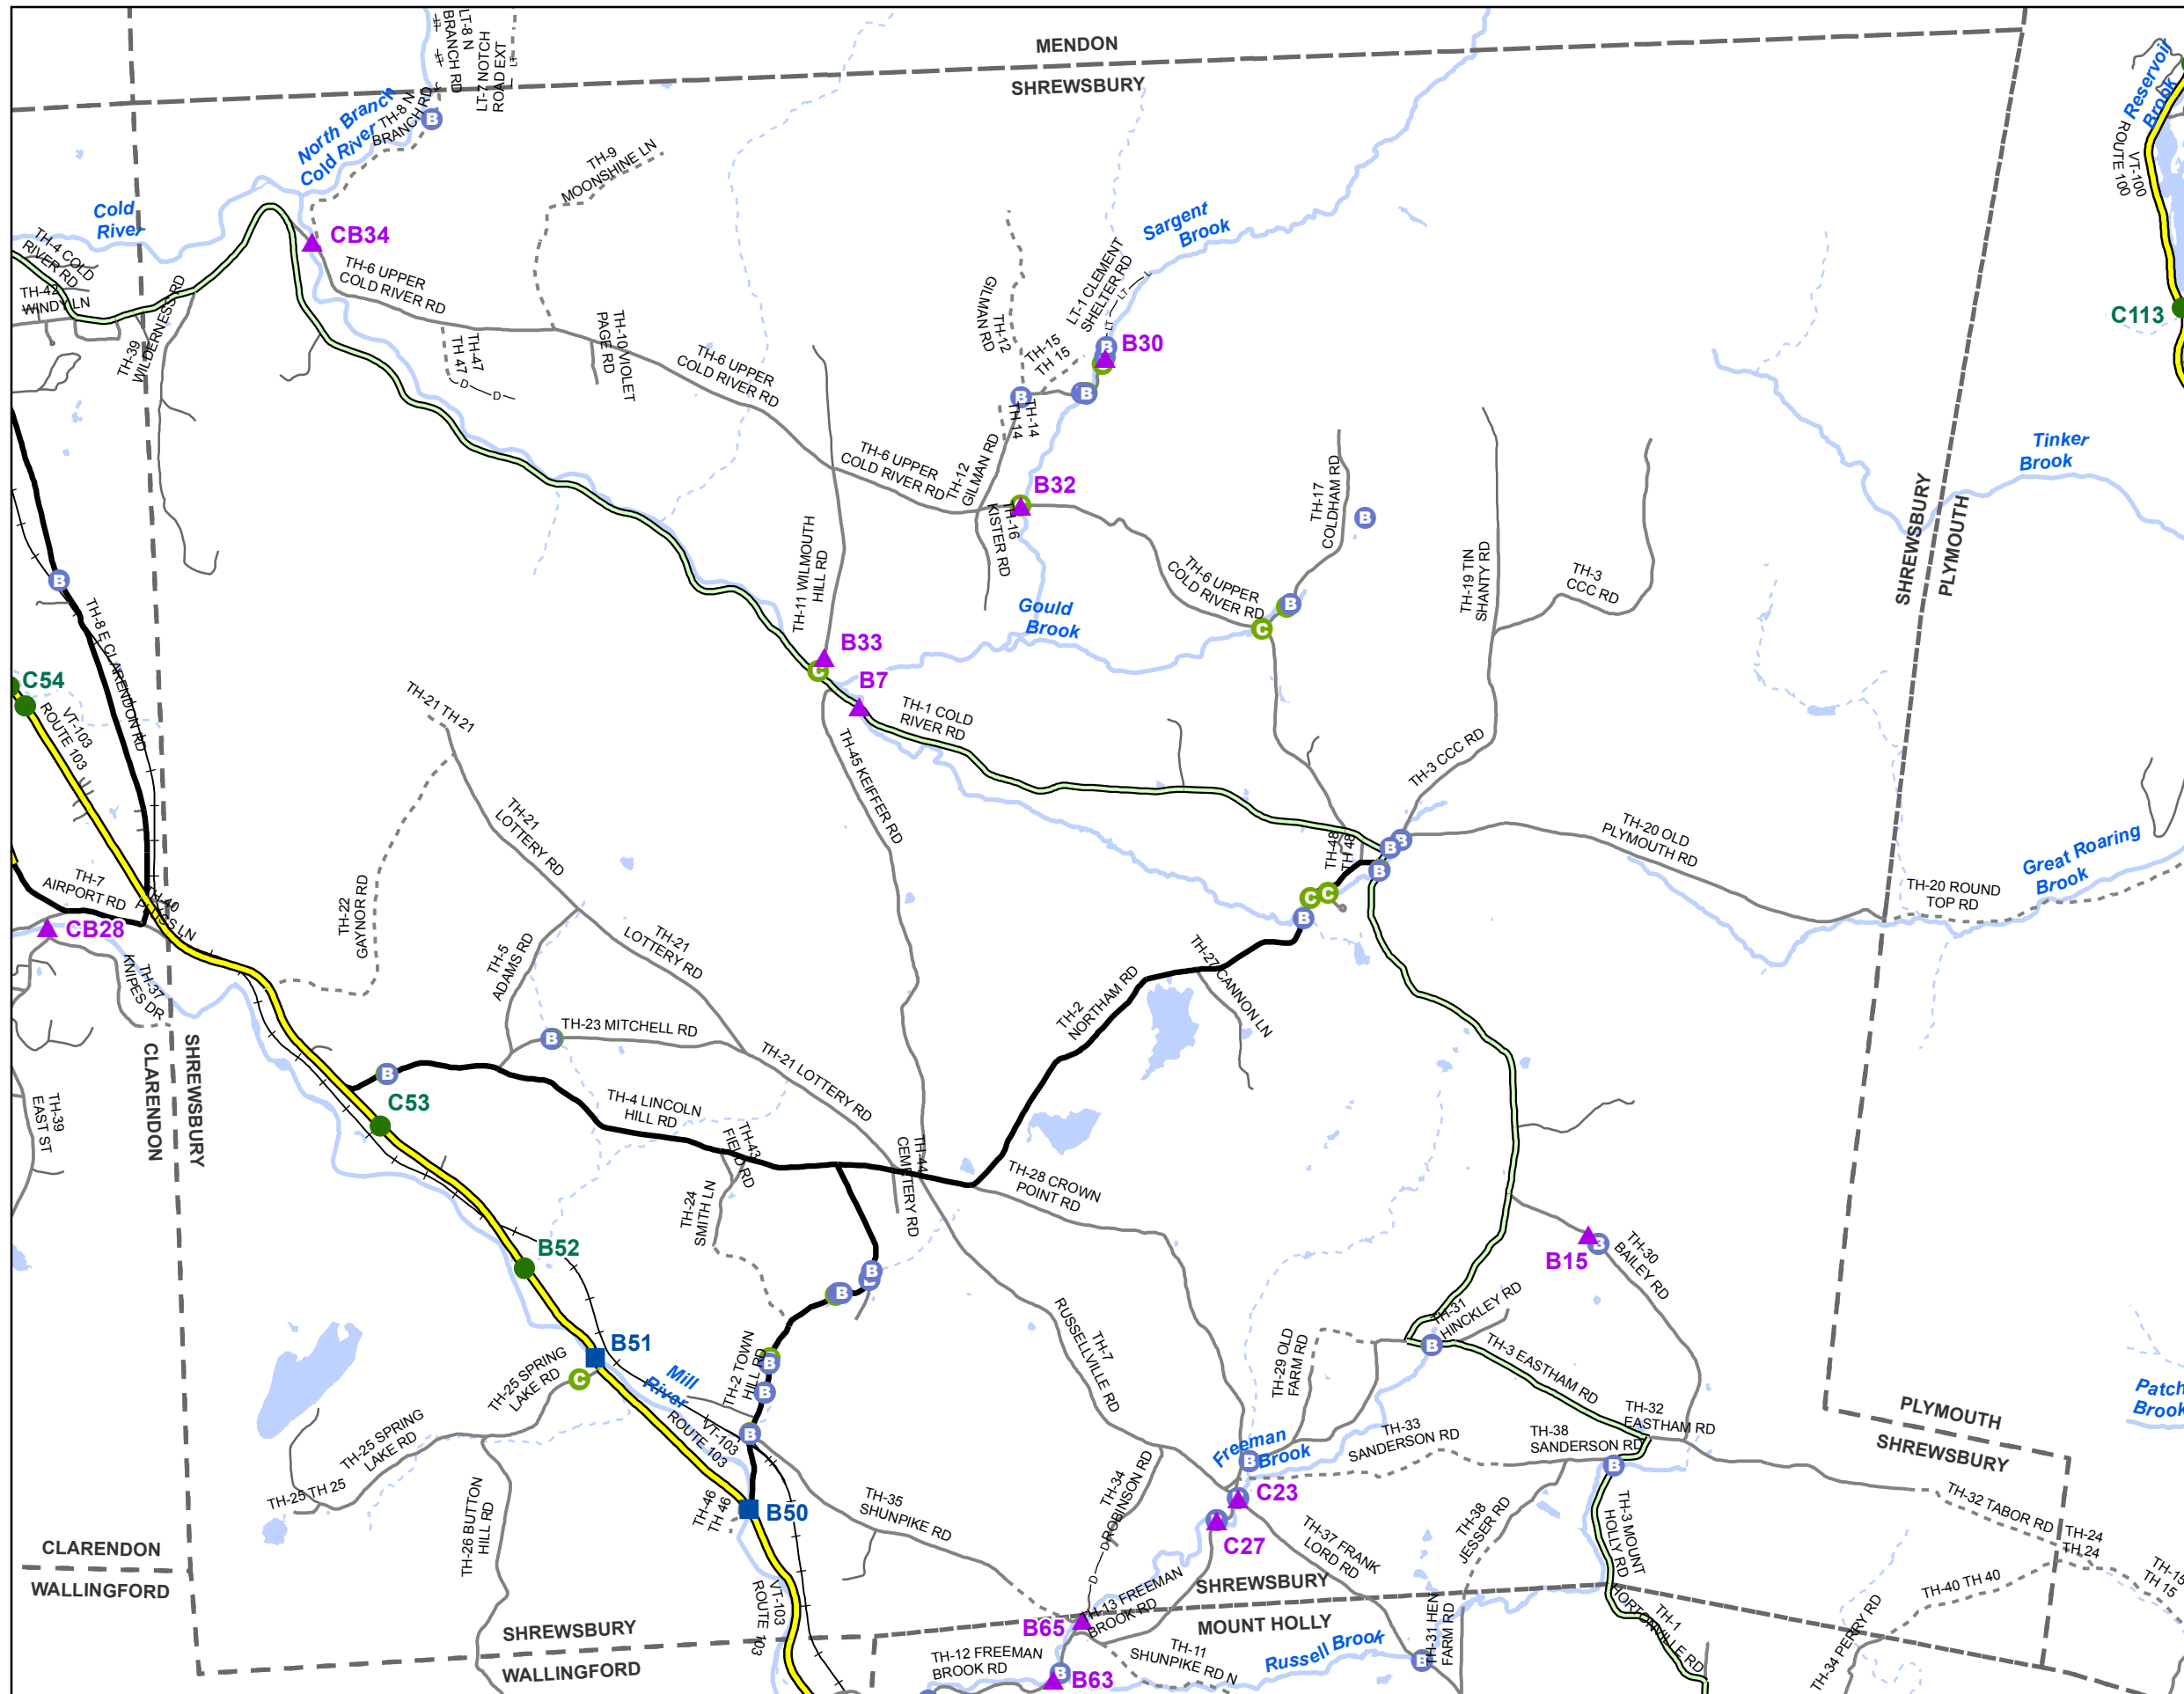 LT-8 N
BRANCH RD
LT-7 NOTCH
ROAD EXT
MENDON
SHREWSBURY
North Branch
Cold River
TH-8 N
BRANCH RD
B
TH-9
MOONSHINE LN
Reservoir
Brook
VT-100
ROUTE 100
C113
Cold
River
TH-4 COLD
RIVER RD
TH-42
WINDY LN
TH-39
WILDERNESS RD
CB34
TH-6 UPPER
COLD RIVER RD
TH-47
TH 47
D
D
TH-10 VIOLET
PAGE RD
TH-6 UPPER
COLD RIVER RD
TH-12
GILMAN RD
TH-15
TH 15
LT-1 CLEMENT
SHELTER RD
LT
LT
L
Sargent
Brook
B
B30
B
B
TH-14
TH 14
TH-6 UPPER
COLD RIVER RD
TH-12
GILMAN RD
B32
TH-16
KISTER RD
TH-17
COLDHAM RD
B
TH-19 TIN
SHANTY RD
TH-3
CCC RD
Tinker
Brook
SHREWSBURY
PLYMOUTH
B
TH-8 E CLARENDON RD
TH-11 WILMOUTH
HILL RD
Gould
Brook
TH-6 UPPER
COLD RIVER RD
B
C
C54
VT-103
ROUTE 103
B33
C
B7
TH-1 COLD
RIVER RD
TH-45 KEIFFER RD
TH-21 TH 21
TH-21
LOTTERY RD
TH-3 CCC RD
TH-48
TH 48
B
B
B
TH-20 OLD
PLYMOUTH RD
Great Roaring
Brook
TH-20 ROUND
TOP RD
C
C
B
TH-7
AIRPORT RD
TH-40
PLISS LN
CB28
TH-37
KNIPES DR
TH-22
GAYNOR RD
TH-5
ADAMS RD
TH-21
LOTTERY RD
TH-2
NORTHAM RD
TH-27 CANNON LN
B
TH-23 MITCHELL RD
TH-21 LOTTERY RD
CLARENDON
SHREWSBURY
B
C53
TH-4 LINCOLN
HILL RD
TH-39
EAST ST
TH-43
FIELD RD
TH-44
CEMETERY RD
TH-24
SMITH LN
TH-28 CROWN
POINT RD
B52
B
B
B15
B
TH-30
BAILEY RD
TH-31
HINCKLEY RD
B
TH-3 EASTHAM RD
B51
C
TH-25 SPRING
LAKE RD
Mill
River
TH-2 TOWN
HILL RD
B
B
B
TH-7
RUSSELLVILLE RD
TH-29 OLD
FARM RD
TH-32
EASTHAM RD
PLYMOUTH
SHREWSBURY
Patch
Brook
TH-25 SPRING
LAKE RD
TH-25 TH 25
VT-103
ROUTE 103
Freeman
Brook
B
TH-33
SANDERSON RD
TH-38
SANDERSON RD
B
TH-26 BUTTON
HILL RD
TH-46
TH 46
B50
TH-35
SHUNPIKE RD
TH-34
ROBINSON RD
D
D
C23
C27
TH-37 FRANK
LORD RD
TH-38
JESSER RD
TH-3 MOUNT
HOLLY RD
TH-32 TABOR RD
TH-24
TH 24
TH-15
TH 15
CLARENDON
WALLINGFORD
VT-103
ROUTE 103
SHREWSBURY
WALLINGFORD
SHREWSBURY
MOUNT HOLLY
TH-13 FREEMAN
BROOK RD
B65
TH-12 FREEMAN
BROOK RD
B
B63
TH-11
SHUNPIKE RD N
Russell Brook
B
TH-31 HEN
FARM RD
TH-1
HORTONVILLE RD
TH-40 TH 40
TH-34 PERRY RD